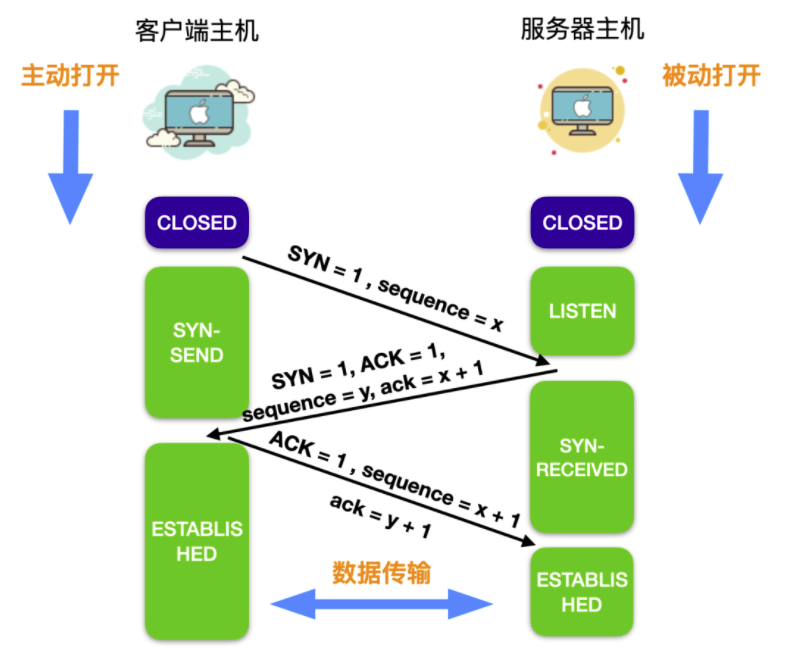 客户端主机
服务器主机
主动打开
被动打开
CLOSED
CLOSED
SYN = 1 , sequence = x
SYN-
SEND
LISTEN
SYN = 1, ACK = 1,
sequence = y, ack = x + 1
SYN-
RECEIVED
ACK = 1 , sequence = x + 1
ack = y + 1
ESTABLIS
HED
数据传输
ESTABLIS
HED